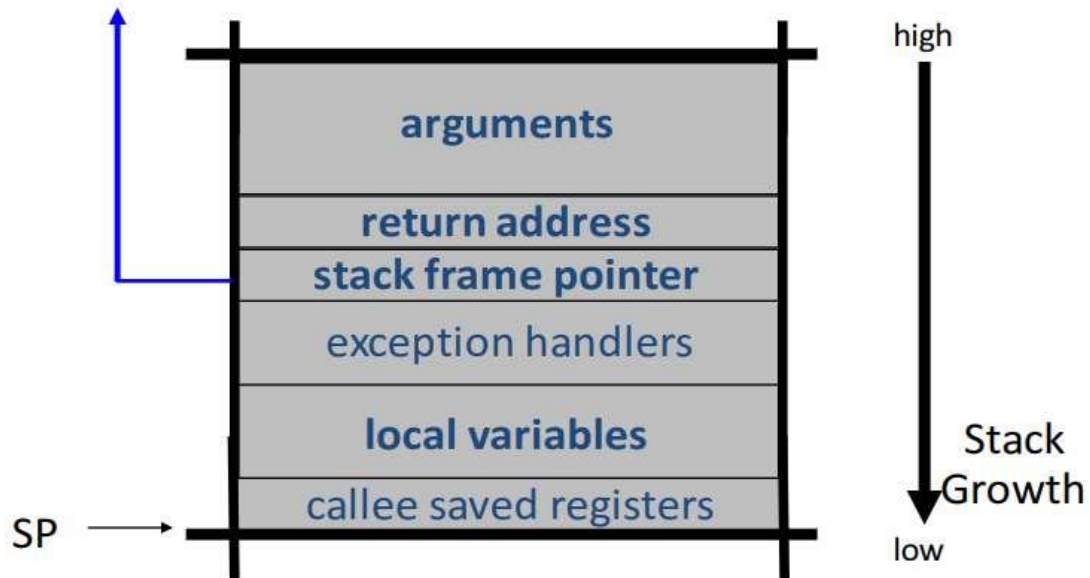 high
arguments
return address
stack frame pointer
exception handlers
local variables
callee saved registers
SP
Stack
Growth
low